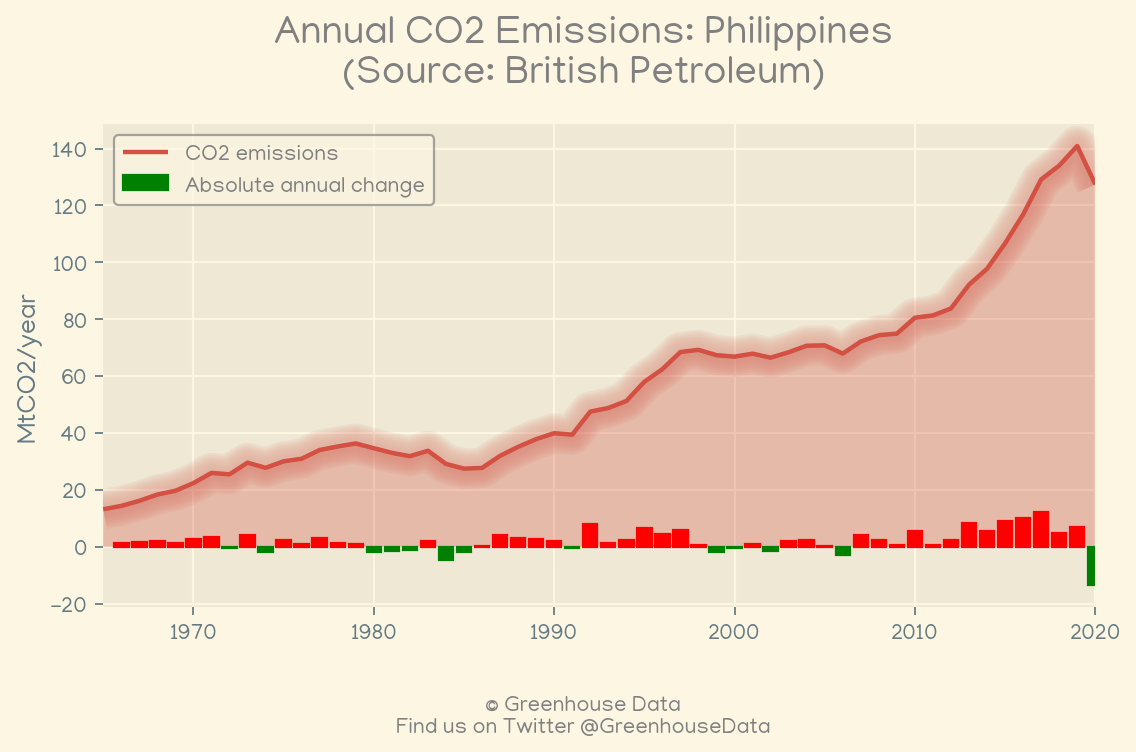 Annual CO2 Emissions: Philippines
(Source: British Petroleum)
CO2 emissions
Absolute annual change
MtCO2/year
140
120
100
80
60
40
20
0
−20
1970
1980
1990
2000
2010
2020
© Greenhouse Data
Find us on Twitter @GreenhouseData